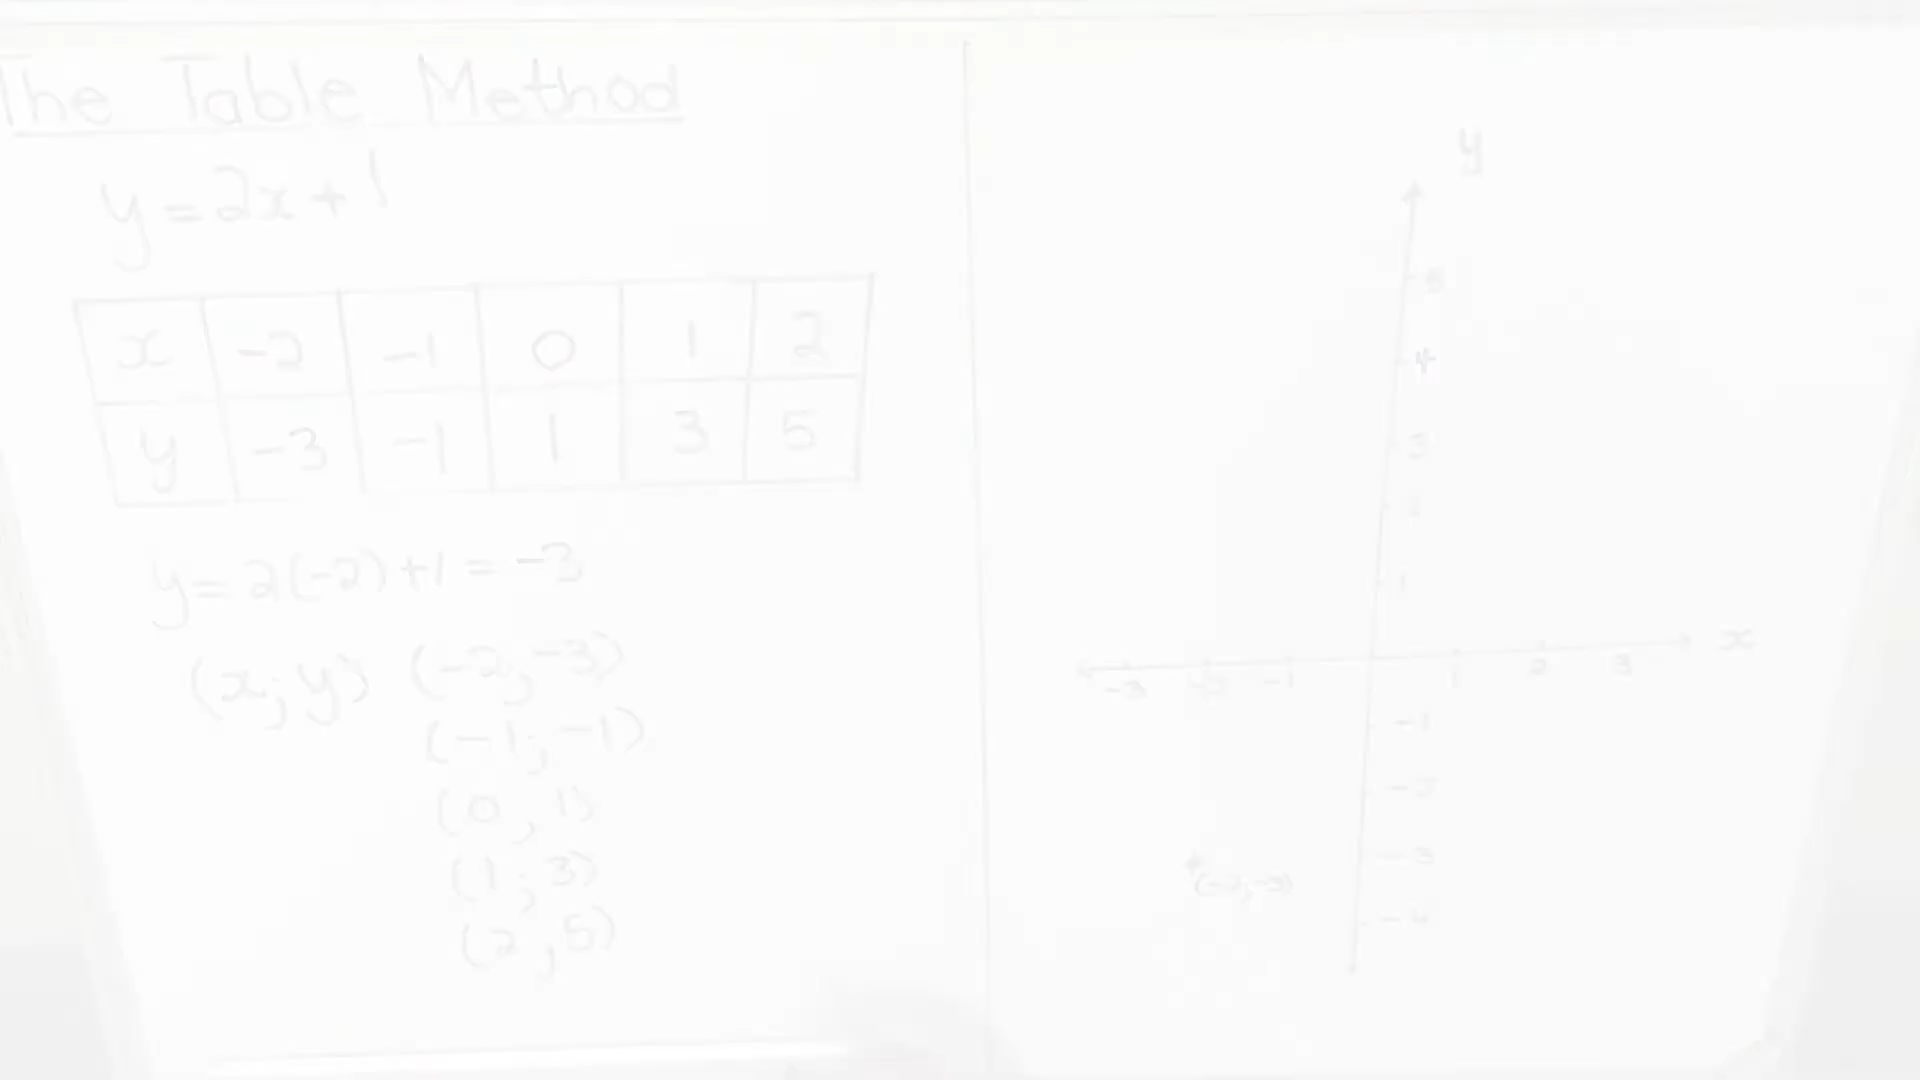 The Table Method
y = 2x + 1
x -2 -1 0 1 2
y -3 -1 1 3 5
y = 2(-2) + 1 = -3
(x; y) (-2; -3)
(-1; -1)
(0; 1)
(1; 3)
(2; 5)
y
5
4
3
2
1
x
-3 -2 -1 1 2 3
-1
-2
-3
(-2; -3)
-4